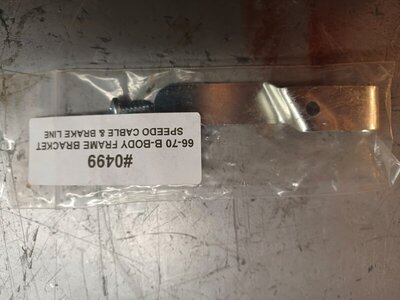 #0499
66-70 B-BODY FRAME BRACKET
SPEEDO CABLE & BRAKE LINE